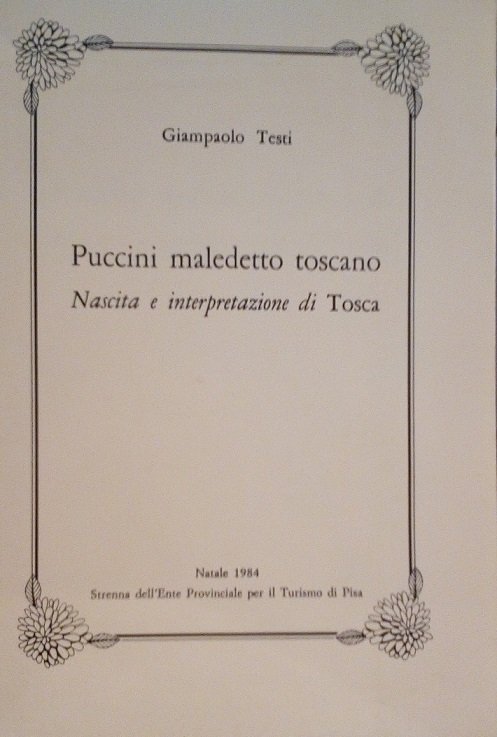 Giampaolo Testi
Puccini maledetto toscano
Nascita e interpretazione di Tosca
Natale 1984
Strenna dell'Ente Provinciale per il Turismo di Pisa